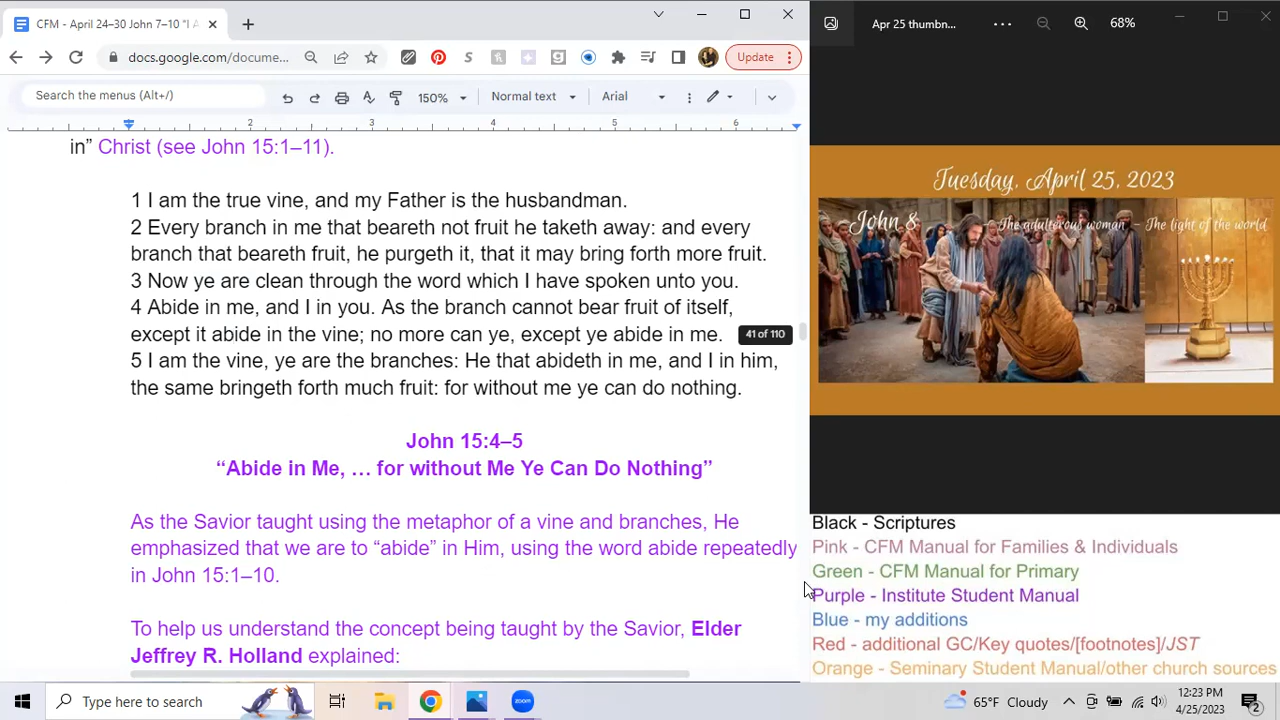 CFM - April 24–30 John 7–10 "I A
docs.google.com/docume...
Update
Search the menus (Alt+/)
150%
Normal text
Arial
2
3
4
5
6
in” Christ (see John 15:1–11).
1 I am the true vine, and my Father is the husbandman.
2 Every branch in me that beareth not fruit he taketh away: and every
branch that beareth fruit, he purgeth it, that it may bring forth more fruit.
3 Now ye are clean through the word which I have spoken unto you.
4 Abide in me, and I in you. As the branch cannot bear fruit of itself,
except it abide in the vine; no more can ye, except ye abide in me.
41 of 110
5 I am the vine, ye are the branches: He that abideth in me, and I in him,
the same bringeth forth much fruit: for without me ye can do nothing.
John 15:4–5
“Abide in Me, … for without Me Ye Can Do Nothing”
As the Savior taught using the metaphor of a vine and branches, He
emphasized that we are to “abide” in Him, using the word abide repeatedly
in John 15:1–10.
To help us understand the concept being taught by the Savior, Elder
Jeffrey R. Holland explained:
Apr 25 thumbn...
68%
Tuesday, April 25, 2023
John 8
The adulterous woman - The light of the world
Black - Scriptures
Pink - CFM Manual for Families & Individuals
Green - CFM Manual for Primary
Purple - Institute Student Manual
Blue - my additions
Red - additional GC/Key quotes/[footnotes]/JST
Orange - Seminary Student Manual/other church sources
Type here to search
zoom
65°F Cloudy
12:23 PM
4/25/2023
2